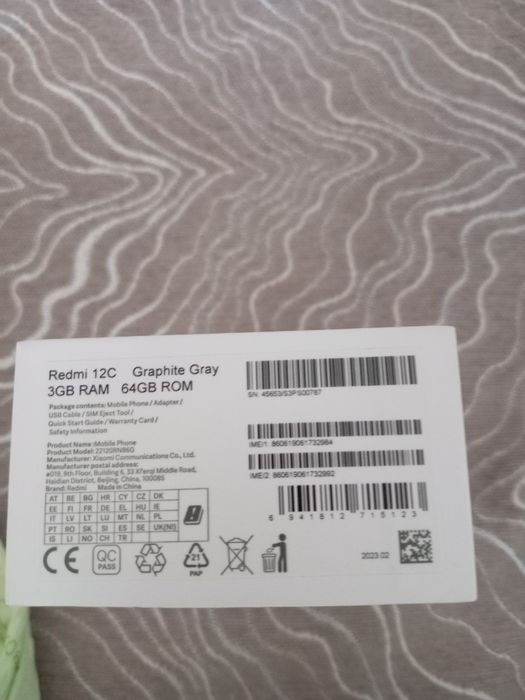 Redmi 12C Graphite Gray
3GB RAM 64GB ROM
Package contents: Mobile Phone / Adapter /
USB Cable / SIM Eject Tool /
Quick Start Guide / Warranty Card /
Safety Information
Product Name: Mobile Phone
Product Model: 22120RN86G
Manufacturer: Xiaomi Communications Co., Ltd.
Manufacturer postal address:
#019, 9th Floor, Building 6, 33 Xi'erqi Middle Road,
Haidian District, Beijing, China, 100085
Brand: Redmi Made in China
AT BE BG HR CY CZ DK
EE FI FR DE EL HU IE
IT LV LT LU MT NL PL
PT RO SK SI ES SE UK(NI)
IS LI NO CH TR
CE
QC
PASS
21
PAP
SN: 45653/S3PS00787
IMEI1: 860619061732984
IMEI2: 860619061732992
6 941812 715123
2023.02